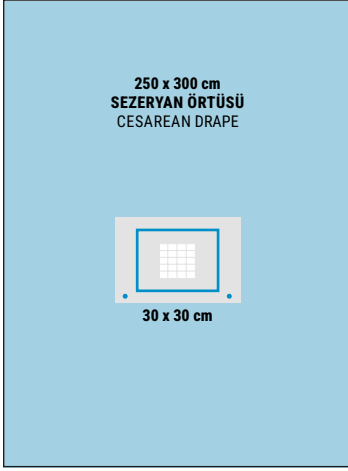 250 x 300 cm
SEZERYAN ÖRTÜSÜ
CESAREAN DRAPE
30 x 30 cm